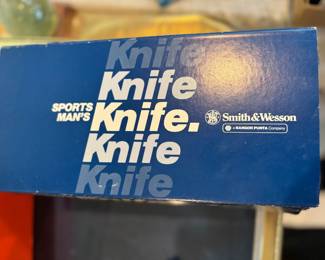 Knife
Knife
SPORTS
MAN'S
Knife.
Knife
Knife
Smith & Wesson
A BANGOR PUNTA Company